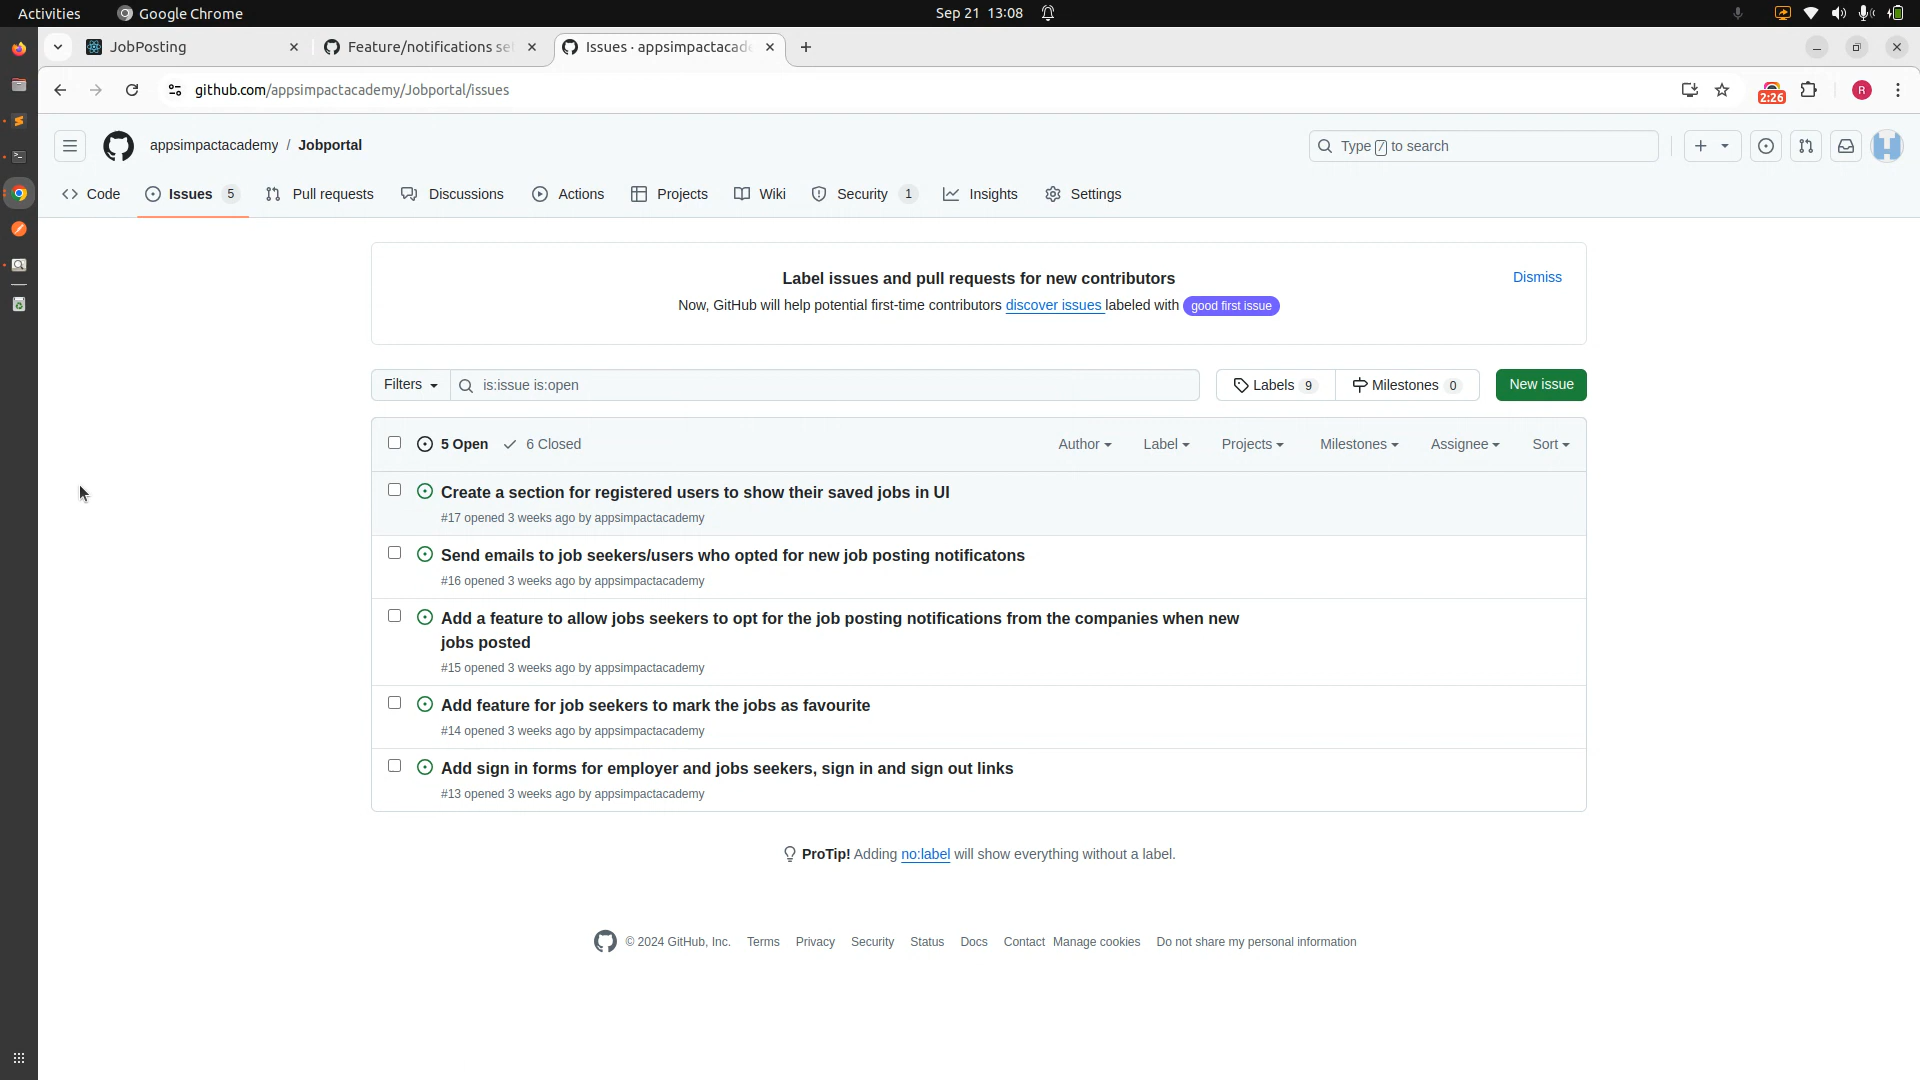 Activities Google Chrome Sep 21 13:08
JobPosting Feature/notifications se Issues · appsimpactacade
github.com/appsimpactacademy/Jobportal/issues 2:26 R
appsimpactacademy / Jobportal Type / to search
Code Issues 5 Pull requests Discussions Actions Projects Wiki Security 1 Insights Settings
Label issues and pull requests for new contributors Dismiss
Now, GitHub will help potential first-time contributors discover issues labeled with good first issue
Filters is:issue is:open Labels 9 Milestones 0 New issue
5 Open 6 Closed Author Label Projects Milestones Assignee Sort
Create a section for registered users to show their saved jobs in UI
#17 opened 3 weeks ago by appsimpactacademy
Send emails to job seekers/users who opted for new job posting notificatons
#16 opened 3 weeks ago by appsimpactacademy
Add a feature to allow jobs seekers to opt for the job posting notifications from the companies when new
jobs posted
#15 opened 3 weeks ago by appsimpactacademy
Add feature for job seekers to mark the jobs as favourite
#14 opened 3 weeks ago by appsimpactacademy
Add sign in forms for employer and jobs seekers, sign in and sign out links
#13 opened 3 weeks ago by appsimpactacademy
ProTip! Adding no:label will show everything without a label.
© 2024 GitHub, Inc. Terms Privacy Security Status Docs Contact Manage cookies Do not share my personal information